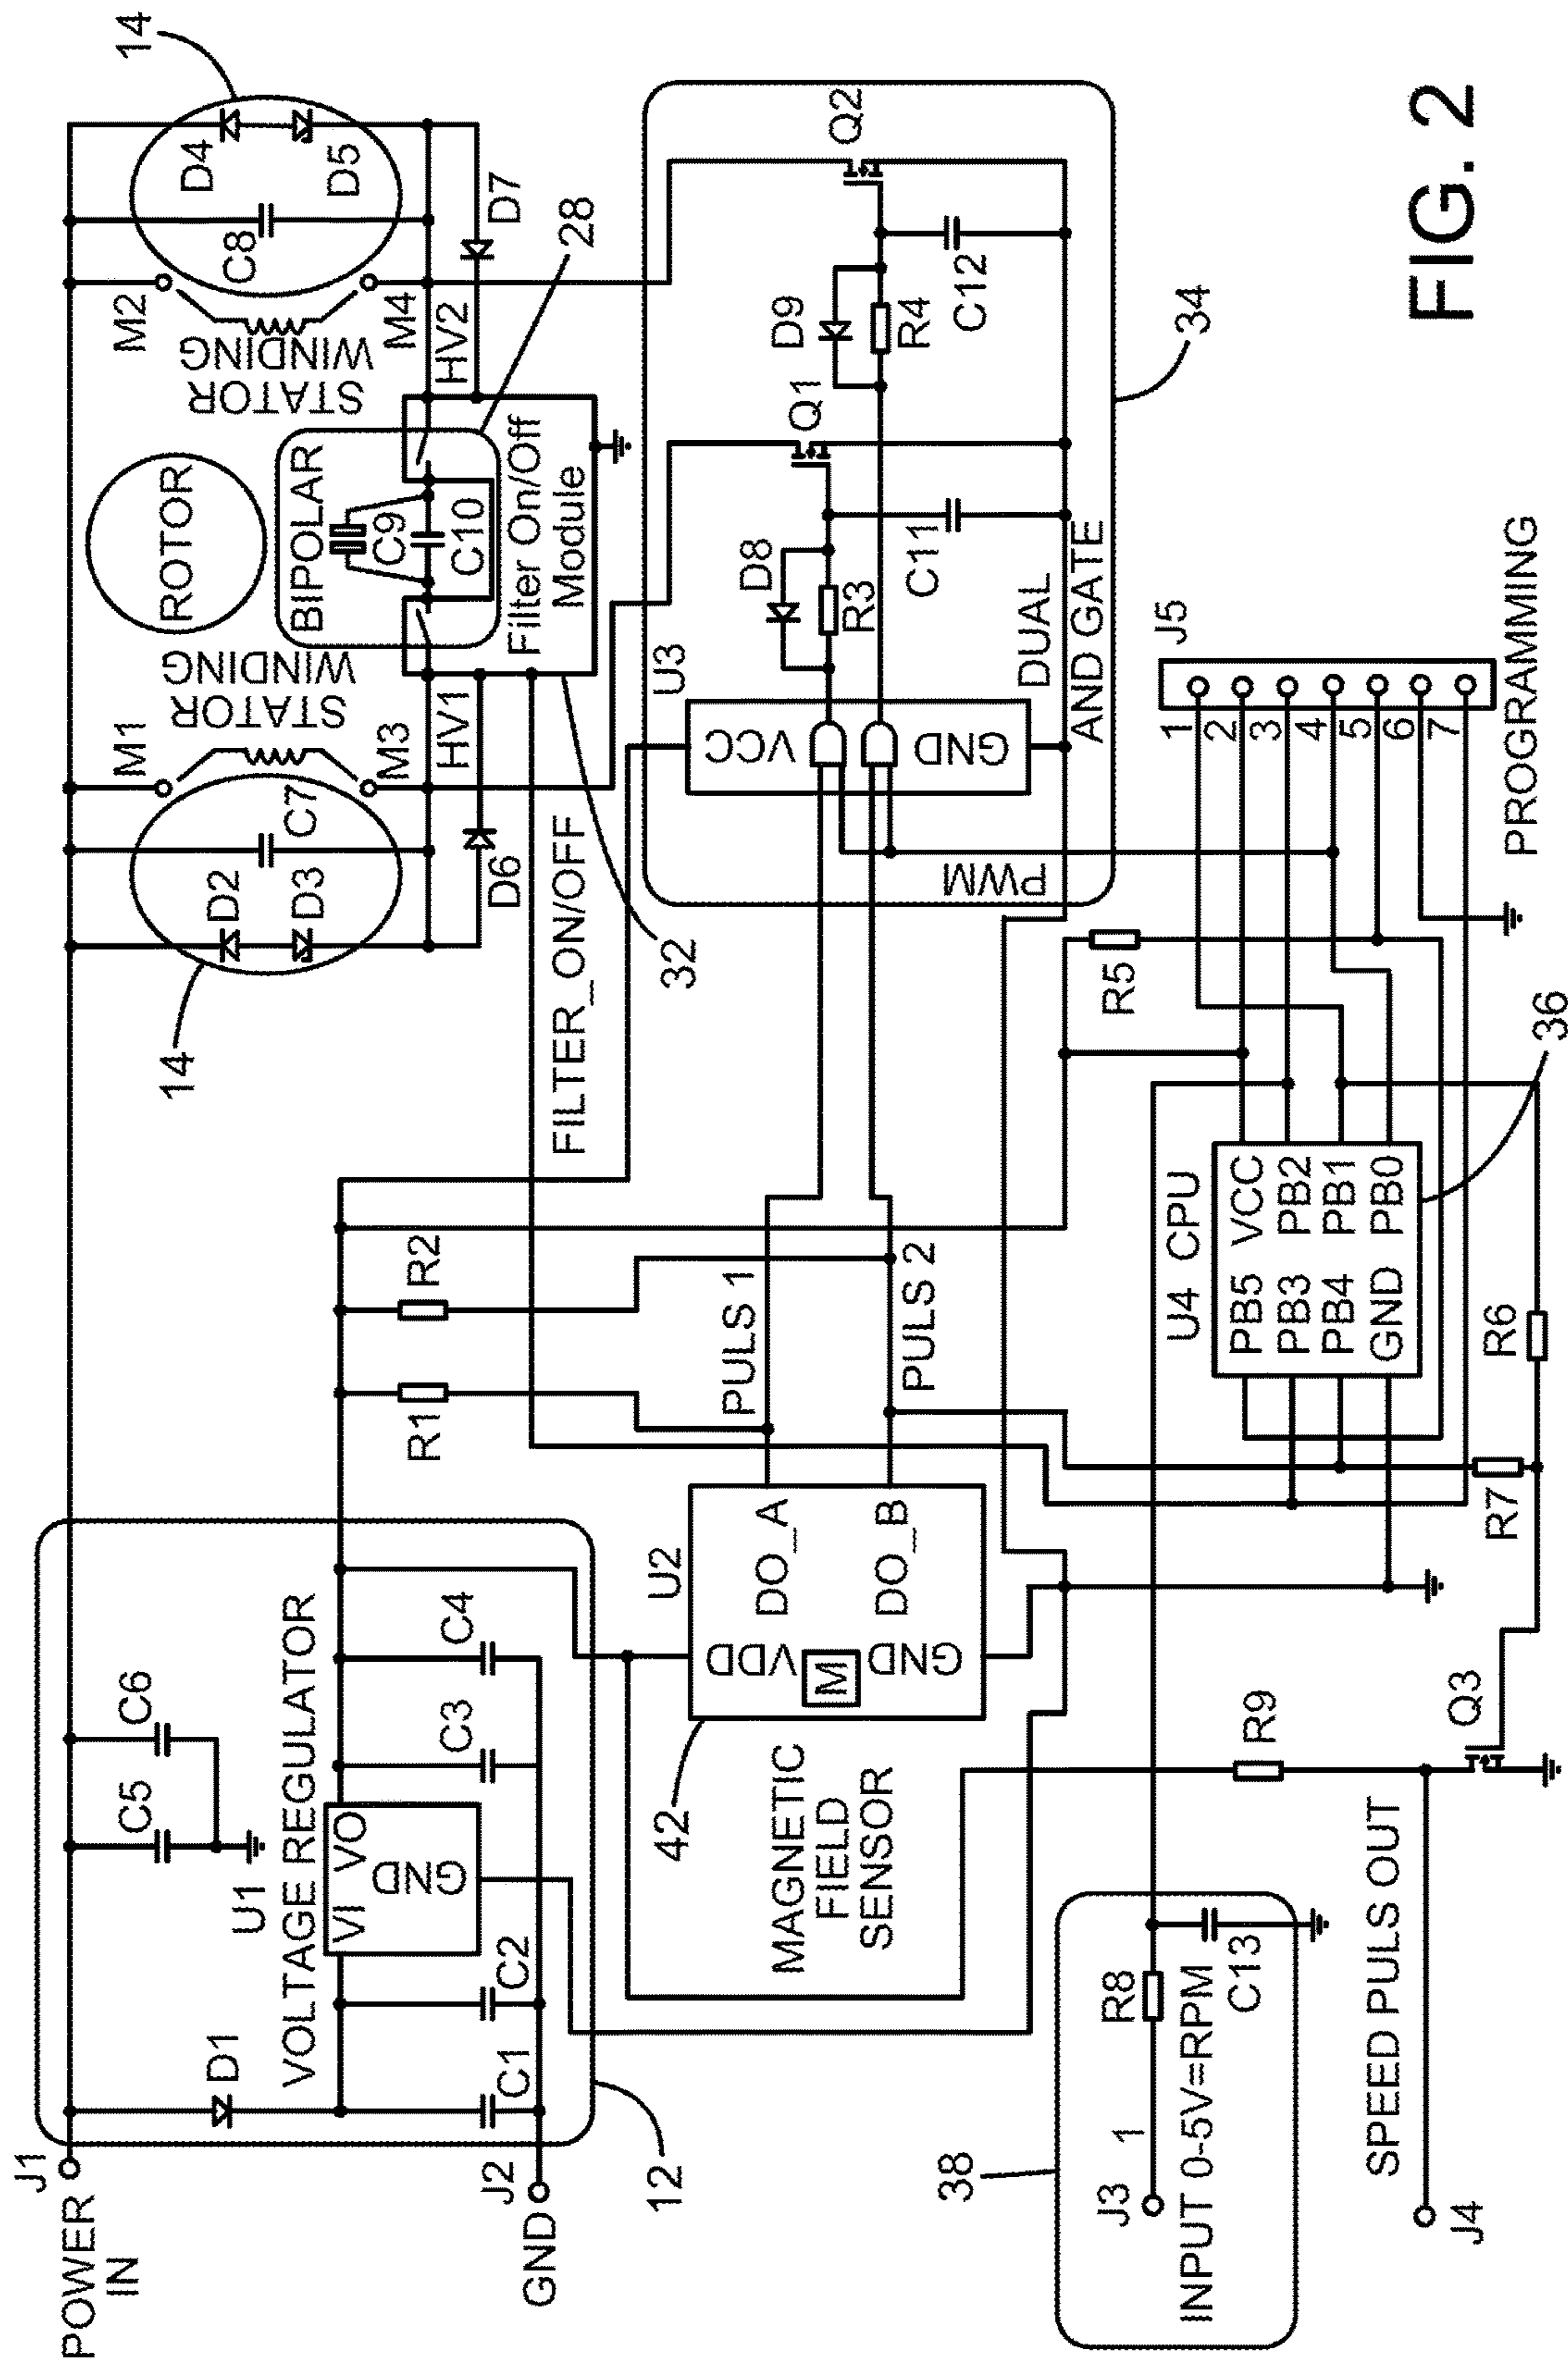 J1
POWER
IN
J2
GND
12
D1
C1
C2
VOLTAGE REGULATOR
U1
VI
VO
GND
C5
C6
C3
C4
R1
R2
14
D2
D3
C7
D6
M1
M3
STATOR
WINDING
HV1
ROTOR
BIPOLAR
C9
C10
Filter On/Off
Module
28
32
FILTER_ON/OFF
STATOR
WINDING
M2
M4
HV2
C8
D4
D5
D7
14
MAGNETIC
FIELD
SENSOR
42
U2
VDD
M
GND
DO_A
DO_B
PULS 1
PULS 2
U3
VCC
GND
PWM
DUAL
AND GATE
D8
R3
C11
Q1
D9
R4
C12
Q2
34
38
J3
1
R8
INPUT 0-5V=RPM
C13
SPEED PULS OUT
J4
R9
Q3
R7
R6
U4 CPU
PB5 VCC
PB3 PB2
PB4 PB1
GND PB0
36
R5
J5
1
2
3
4
5
6
7
PROGRAMMING
FIG. 2